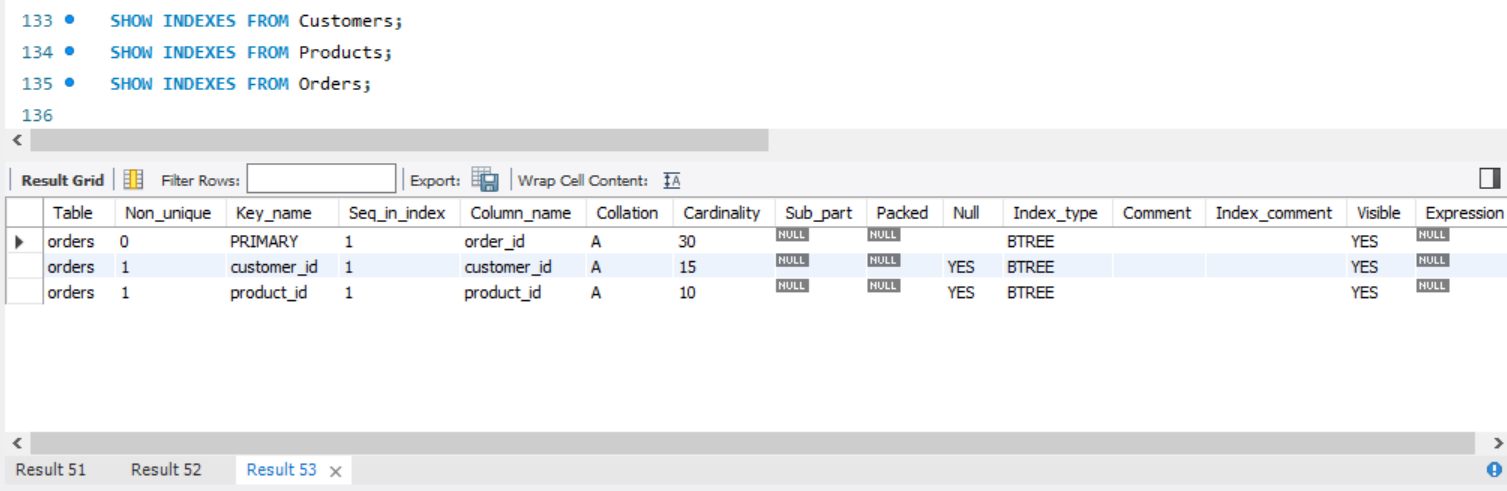 133 SHOW INDEXES FROM Customers;
134 SHOW INDEXES FROM Products;
135 SHOW INDEXES FROM Orders;
136
Result Grid Filter Rows: Export: Wrap Cell Content: IA
Table Non_unique Key_name Seq_in_index Column_name Collation Cardinality Sub_part Packed Null Index_type Comment Index_comment Visible Expression
orders 0 PRIMARY 1 order_id A 30 NULL NULL BTREE YES NULL
orders 1 customer_id 1 customer_id A 15 NULL NULL YES BTREE YES NULL
orders 1 product_id 1 product_id A 10 NULL NULL YES BTREE YES NULL
Result 51 Result 52 Result 53